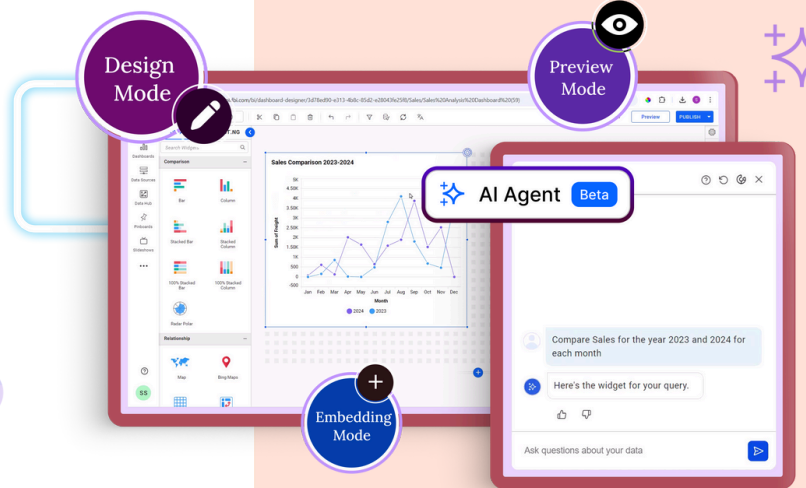 Design
Mode
Preview
Mode
Preview
PUBLISH
Search Widget...
Dashboards
Data Sources
Data Hub
Pinboards
Slideshows
SS
Comparison
Bar
Column
Stacked Bar
Stacked
Column
100% Stacked
Bar
100% Stacked
Column
Radar Polar
Relationship
Map
Bing Maps
Sales Comparison 2023-2024
Sum of Freight
5K
4.50K
4K
3.50K
3K
2.50K
2K
1.50K
1K
500
0
-500
Jan Feb Mar Apr May Jun Jul Aug Sep Oct Nov Dec
Month
2024 2023
AI Agent Beta
Compare Sales for the year 2023 and 2024 for
each month
Here's the widget for your query.
Ask questions about your data
Embedding
Mode